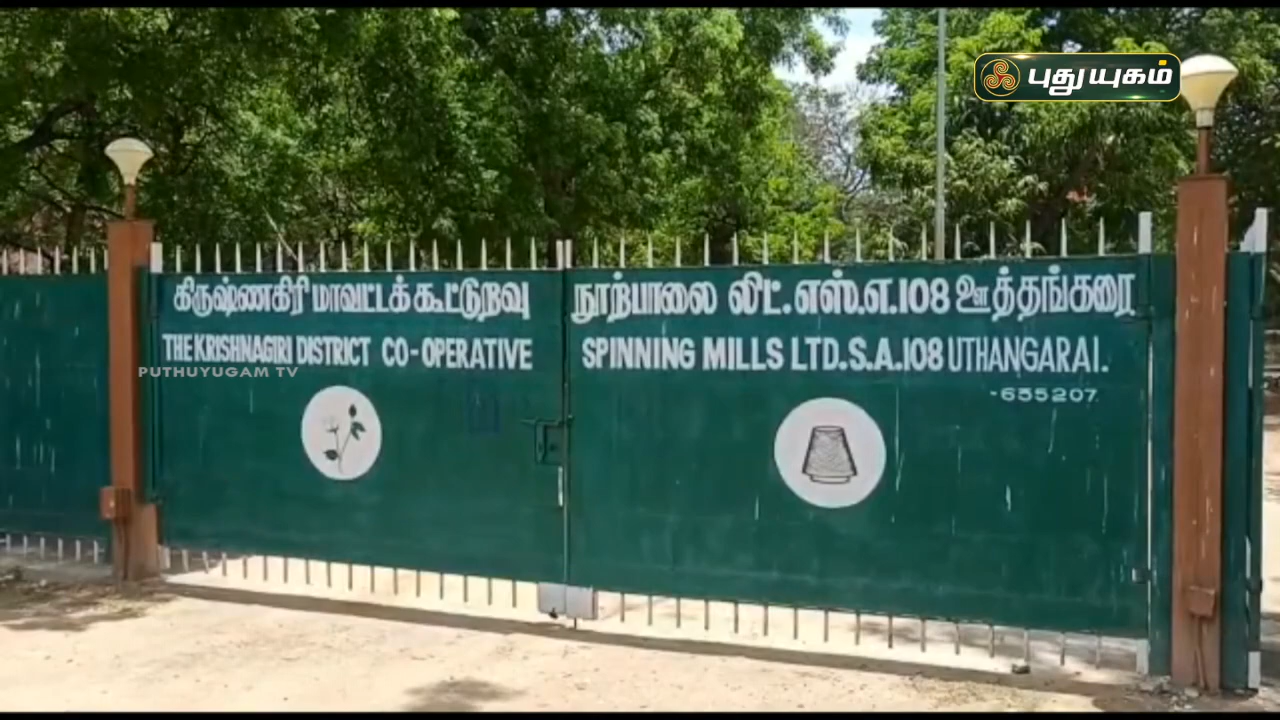 புதுயுகம்
கிருஷ்ணகிரி மாவட்டக்கூட்டுறவு நூற்பாலை லிட்.எஸ்.எ.108 ஊத்தங்கரை
THE KRISHNAGIRI DISTRICT CO-OPERATIVE SPINNING MILLS LTD.S.A.108 UTHANGARAI.
PUTHUYUGAM TV
-655207